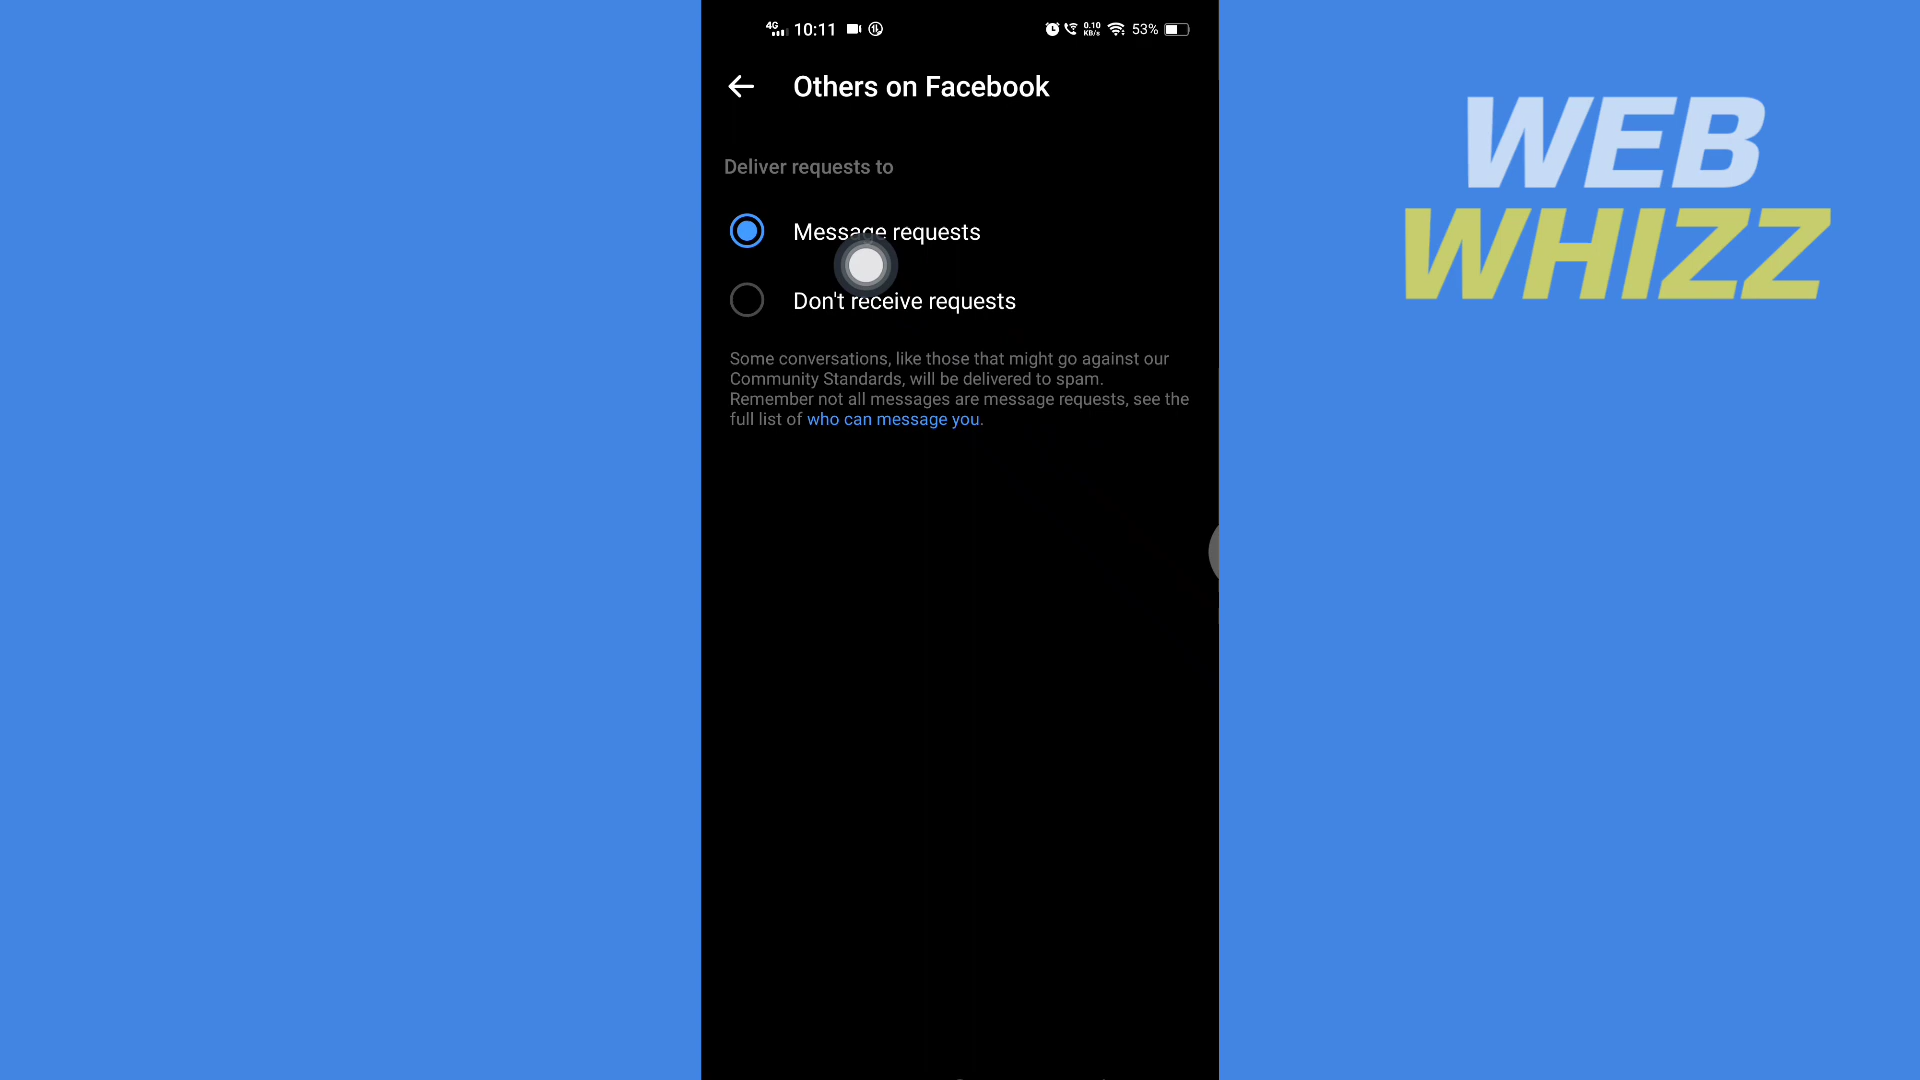 4G 10:11 0.10 KB/s 53%
Others on Facebook
Deliver requests to
Message requests
Don't receive requests
Some conversations, like those that might go against our
Community Standards, will be delivered to spam.
Remember not all messages are message requests, see the
full list of who can message you.
WEB
WHIZZ